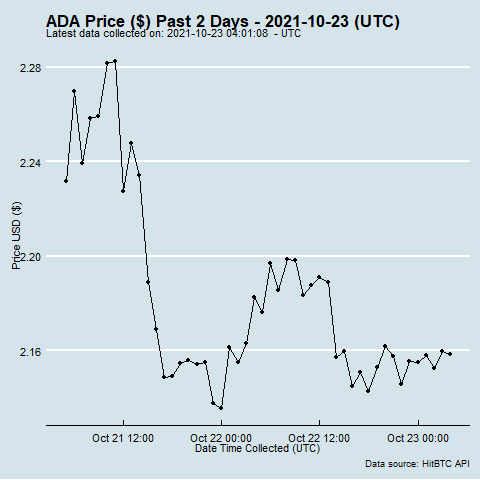 ADA Price ($) Past 2 Days - 2021-10-23 (UTC)
Latest data collected on: 2021-10-23 04:01:08 - UTC
2.28
2.24
2.20
2.16
Price USD ($)
Oct 21 12:00
Oct 22 00:00
Oct 22 12:00
Oct 23 00:00
Date Time Collected (UTC)
Data source: HitBTC API